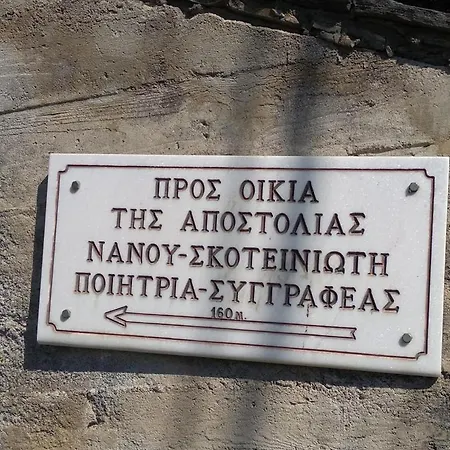 ΠΡΟΣ ΟΙΚΙΑ
ΤΗΣ ΑΠΟΣΤΟΛΙΑΣ
ΝΑΝΟΥ-ΣΚΟΤΕΙΝΙΩΤΗ
ΠΟΙΗΤΡΙΑ-ΣΥΓΓΡΑΦΕΑΣ
160 Μ.